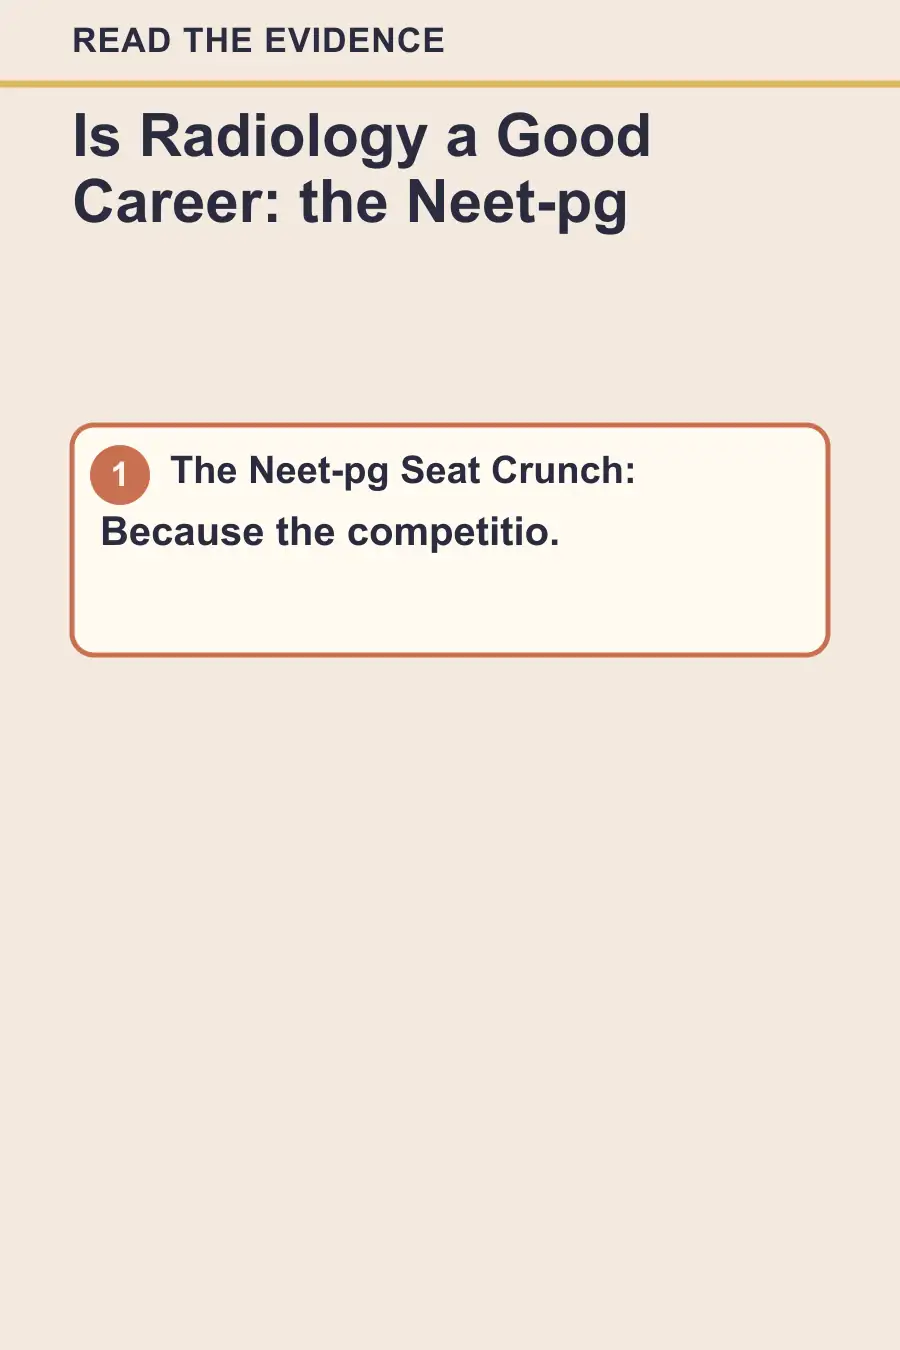 READ THE EVIDENCE
Is Radiology a Good
Career: the Neet-pg
1 The Neet-pg Seat Crunch:
Because the competitio.